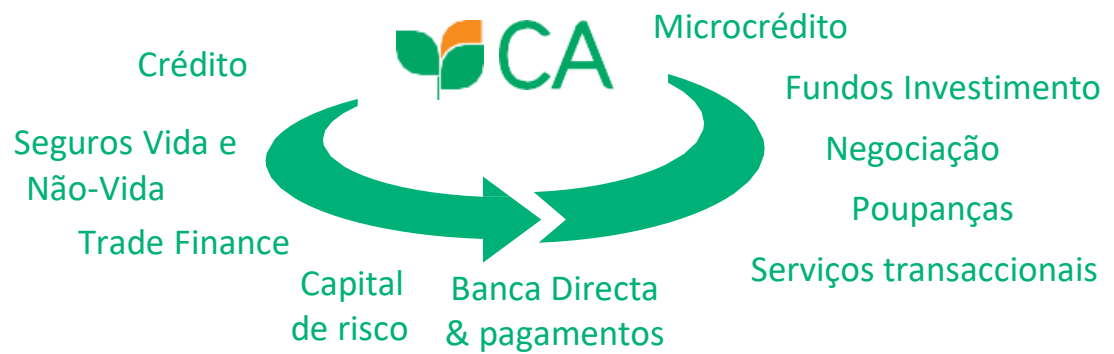 CA
Microcrédito
Crédito
Fundos Investimento
Seguros Vida e
Não-Vida
Negociação
Poupanças
Trade Finance
Serviços transaccionais
Capital
de risco
Banca Directa
& pagamentos